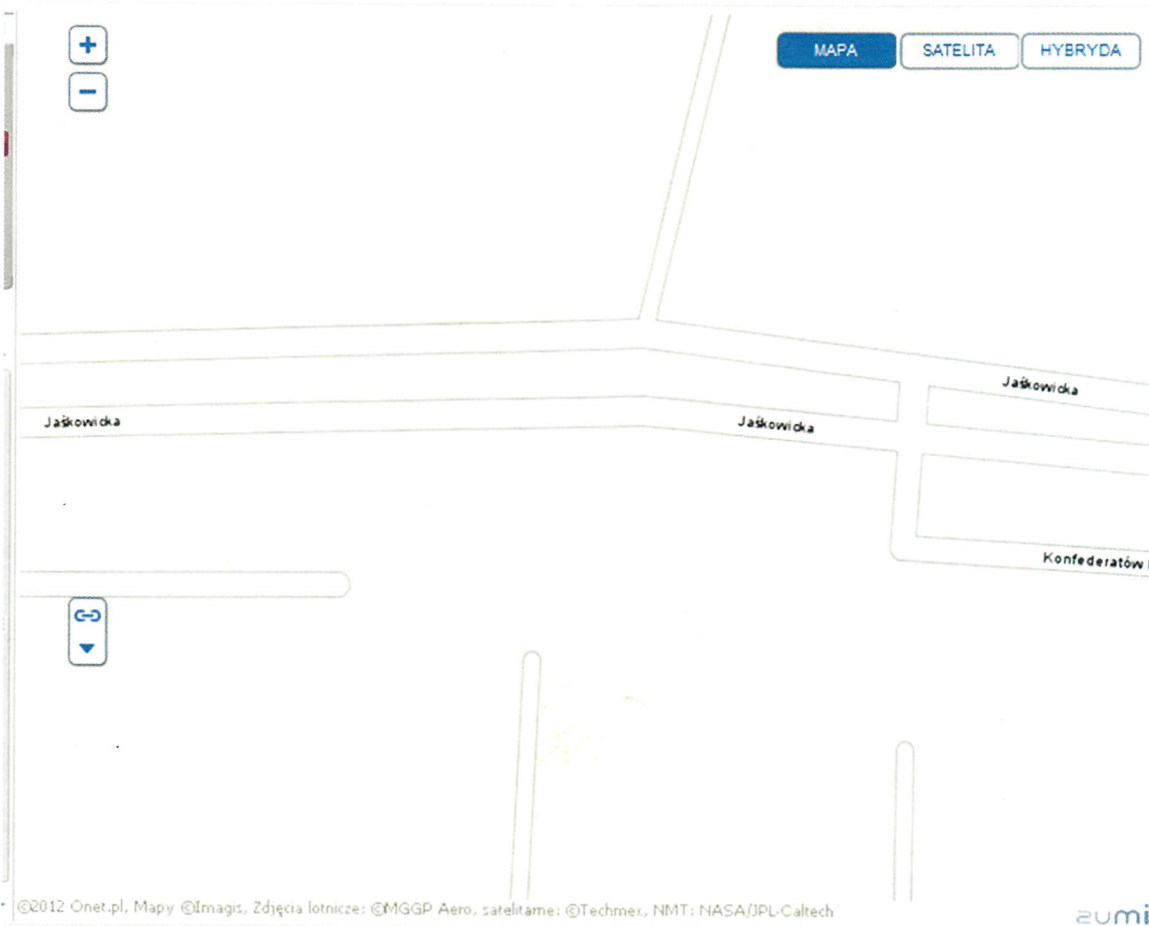 +
MAPA SATELITA HYBRYDA
−
Jaśkowicka
Jaśkowicka
Jaśkowicka
Konfederatów
©2012 Onet.pl, Mapy ©Imagis, Zdjęcia lotnicze: ©MGGP Aero, satelitarne: ©Techmex, NMT: NASA/JPL-Caltech
zumi